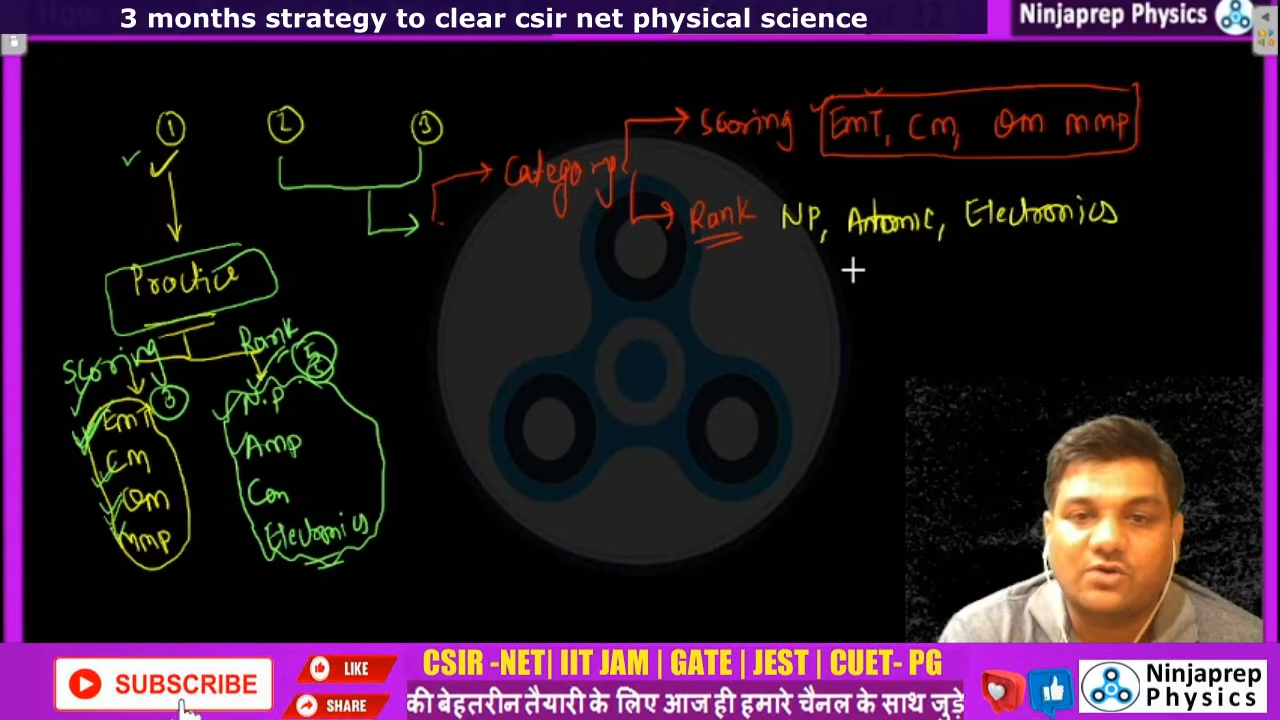 3 months strategy to clear csir net physical science
Ninjaprep Physics
1 2 3
Category
Scoring EMT, CM, QM MMP
Rank NP, Atomic, Electronics
Practice
Scoring Rank
EMT
CM
QM
MMP
N.P
Amp
Con
Electronics
SUBSCRIBE
LIKE
SHARE
CSIR -NET| IIT JAM | GATE | JEST | CUET- PG
की बेहतरीन तैयारी के लिए आज ही हमारे चैनल के साथ जुड़े
Ninjaprep
Physics